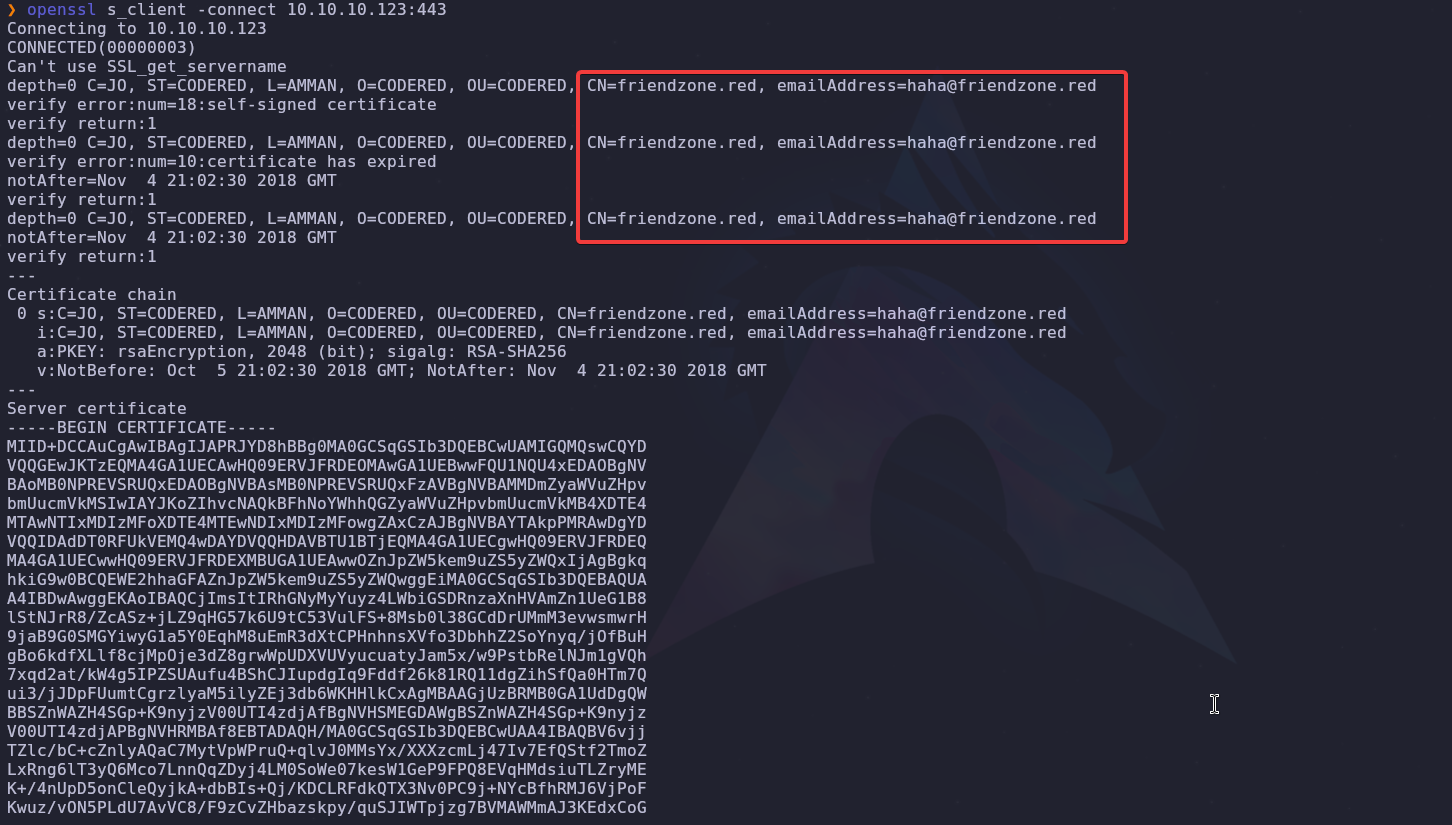 ❯ openssl s_client -connect 10.10.10.123:443
Connecting to 10.10.10.123
CONNECTED(00000003)
Can't use SSL_get_servername
depth=0 C=JO, ST=CODERED, L=AMMAN, O=CODERED, OU=CODERED, CN=friendzone.red, emailAddress=haha@friendzone.red
verify error:num=18:self-signed certificate
verify return:1
depth=0 C=JO, ST=CODERED, L=AMMAN, O=CODERED, OU=CODERED, CN=friendzone.red, emailAddress=haha@friendzone.red
verify error:num=10:certificate has expired
notAfter=Nov  4 21:02:30 2018 GMT
verify return:1
depth=0 C=JO, ST=CODERED, L=AMMAN, O=CODERED, OU=CODERED, CN=friendzone.red, emailAddress=haha@friendzone.red
notAfter=Nov  4 21:02:30 2018 GMT
verify return:1
---
Certificate chain
 0 s:C=JO, ST=CODERED, L=AMMAN, O=CODERED, OU=CODERED, CN=friendzone.red, emailAddress=haha@friendzone.red
   i:C=JO, ST=CODERED, L=AMMAN, O=CODERED, OU=CODERED, CN=friendzone.red, emailAddress=haha@friendzone.red
   a:PKEY: rsaEncryption, 2048 (bit); sigalg: RSA-SHA256
   v:NotBefore: Oct  5 21:02:30 2018 GMT; NotAfter: Nov  4 21:02:30 2018 GMT
---
Server certificate
-----BEGIN CERTIFICATE-----
MIID+DCCAuCgAwIBAgIJAPRJYD8hBBg0MA0GCSqGSIb3DQEBCwUAMIGQMQswCQYD
VQQGEwJKTzEQMA4GA1UECAwHQ09ERVJFRDEOMAwGA1UEBwwFQU1NQU4xEDAOBgNV
BAoMB0NPREVSRUQxEDAOBgNVBAsMB0NPREVSRUQxFzAVBgNVBAMMDmZyaWVuZHpv
bmUucmVkMSIwIAYJKoZIhvcNAQkBFhNoYWhhQGZyaWVuZHpvbmUucmVkMB4XDTE4
MTAwNTIxMDIzMFoXDTE4MTEwNDIxMDIzMFowgZAxCzAJBgNVBAYTAkpPMRAwDgYD
VQQIDAdDT0RFUkVEMQ4wDAYDVQQHDAVBTU1BTjEQMA4GA1UECgwHQ09ERVJFRDEQ
MA4GA1UECwwHQ09ERVJFRDEXMBUGA1UEAwwOZnJpZW5kem9uZS5yZWQxIjAgBgkq
hkiG9w0BCQEWE2hhaGFAZnJpZW5kem9uZS5yZWQwggEiMA0GCSqGSIb3DQEBAQUA
A4IBDwAwggEKAoIBAQCjImsItIRhGNyMyYuyz4LWbiGSDRnzaXnHVAmZn1UeG1B8
lStNJrR8/ZcASz+jLZ9qHG57k6U9tC53VulFS+8Msb0l38GCdDrUMmM3evwsmwrH
9jaB9G0SMGYiwyG1a5Y0EqhM8uEmR3dXtCPHnhnsXVfo3DbhhZ2SoYnyq/jOfBuH
gBo6kdfXLlf8cjMpOje3dZ8grwWpUDXVUVyucuatyJam5x/w9PstbRelNJm1gVQh
7xqd2at/kW4g5IPZSUAufu4BShCJIupdgIq9Fddf26k81RQ11dgZihSfQa0HTm7Q
ui3/jJDpFUumtCgrzlyaM5ilyZEj3db6WKHHlkCxAgMBAAGjUzBRMB0GA1UdDgQW
BBSZnWAZH4SGp+K9nyjzV00UTI4zdjAfBgNVHSMEGDAWgBSZnWAZH4SGp+K9nyjz
V00UTI4zdjAPBgNVHRMBAf8EBTADAQH/MA0GCSqGSIb3DQEBCwUAA4IBAQBV6vjj
TZlc/bC+cZnlyAQaC7MytVpWPruQ+qlvJ0MMsYx/XXXzcmLj47Iv7EfQStf2TmoZ
LxRng6lT3yQ6Mco7LnnQqZDyj4LM0SoWe07kesW1GeP9FPQ8EVqHMdsiuTLZryME
K+/4nUpD5onCleQyjkA+dbBIs+Qj/KDCLRFdkQTX3Nv0PC9j+NYcBfhRMJ6VjPoF
Kwuz/vON5PLdU7AvVC8/F9zCvZHbazskpy/quSJIWTpjzg7BVMAWMmAJ3KEdxCoG